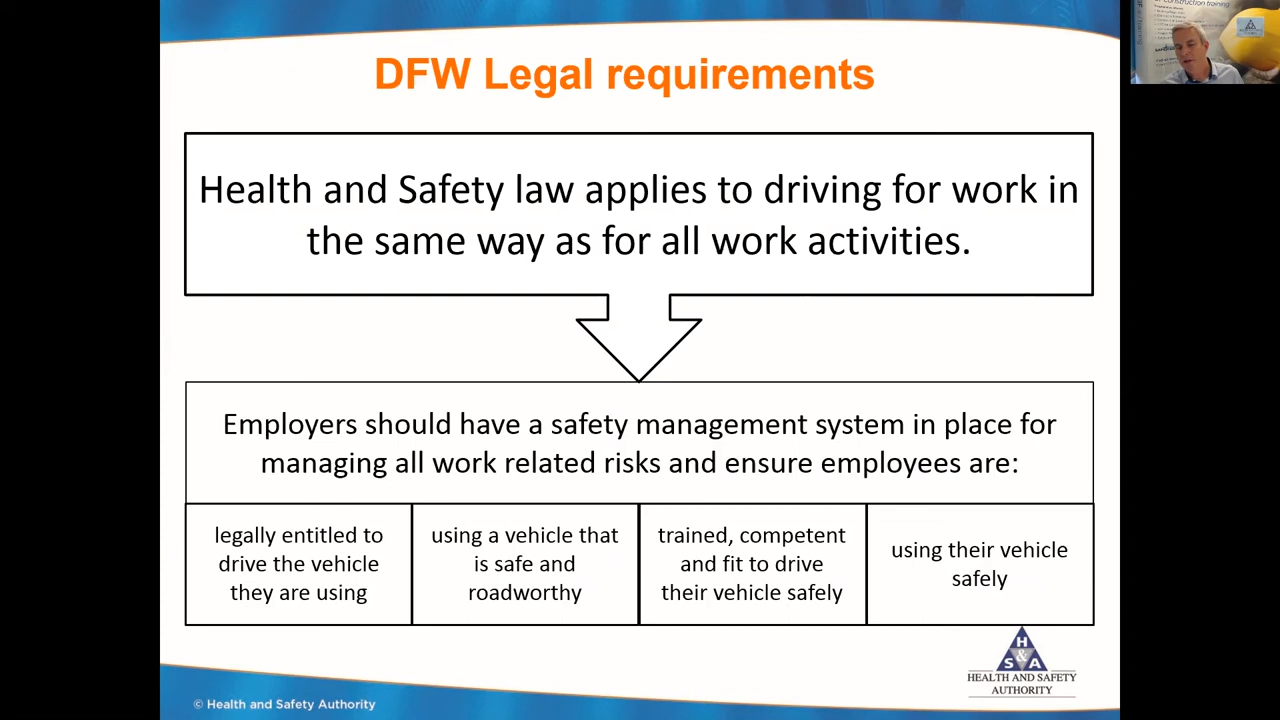 construction training
DFW Legal requirements
Health and Safety law applies to driving for work in
the same way as for all work activities.
Employers should have a safety management system in place for
managing all work related risks and ensure employees are:
legally entitled to
drive the vehicle
they are using
using a vehicle that
is safe and
roadworthy
trained, competent
and fit to drive
their vehicle safely
using their vehicle
safely
H
S & A
HEALTH AND SAFETY
AUTHORITY
© Health and Safety Authority